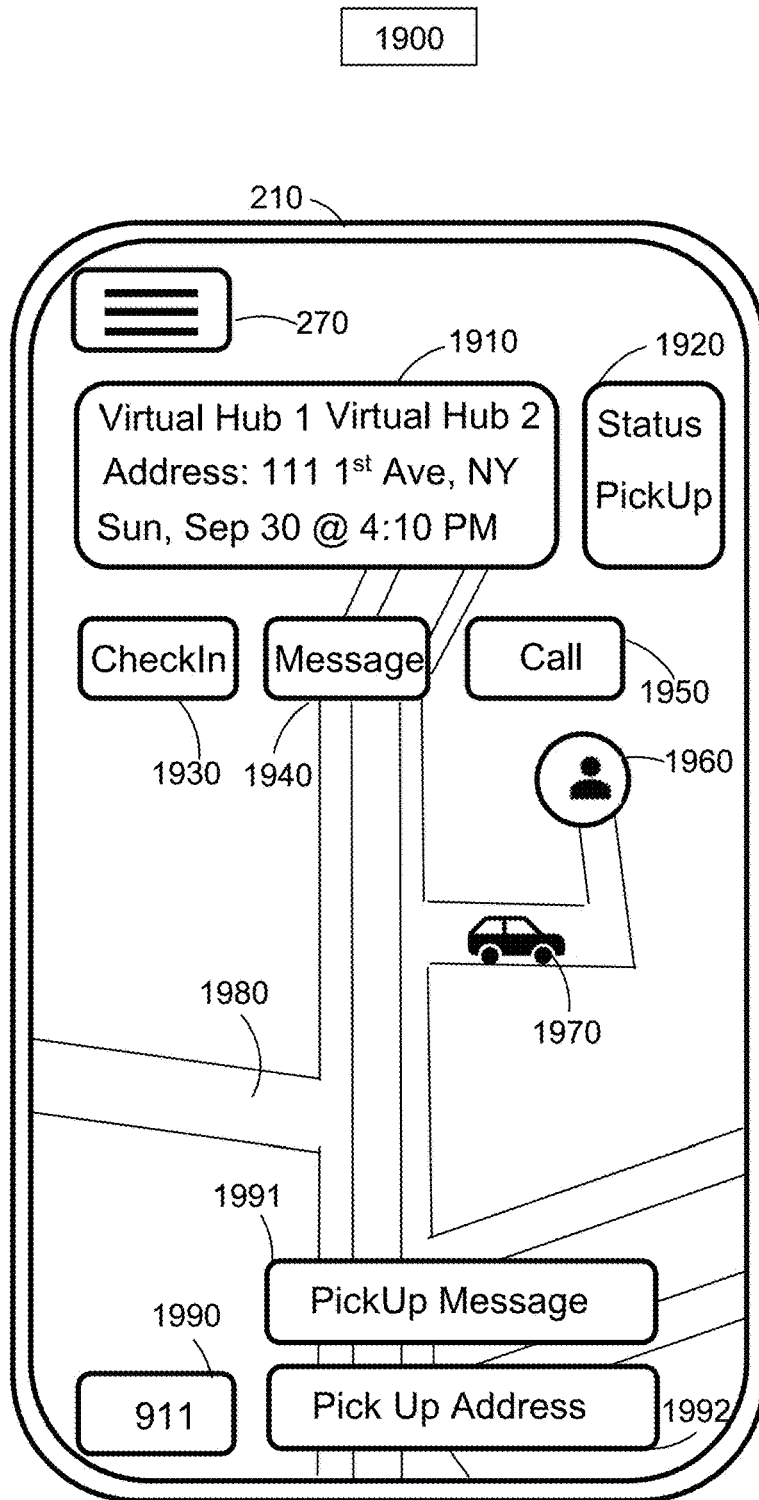 1900
210
270
1910
1920
Virtual Hub 1 Virtual Hub 2
Address: 111 1st Ave, NY
Sun, Sep 30 @ 4:10 PM
Status
PickUp
CheckIn
Message
Call
1930
1940
1950
1960
1970
1980
1991
PickUp Message
1990
911
Pick Up Address
1992